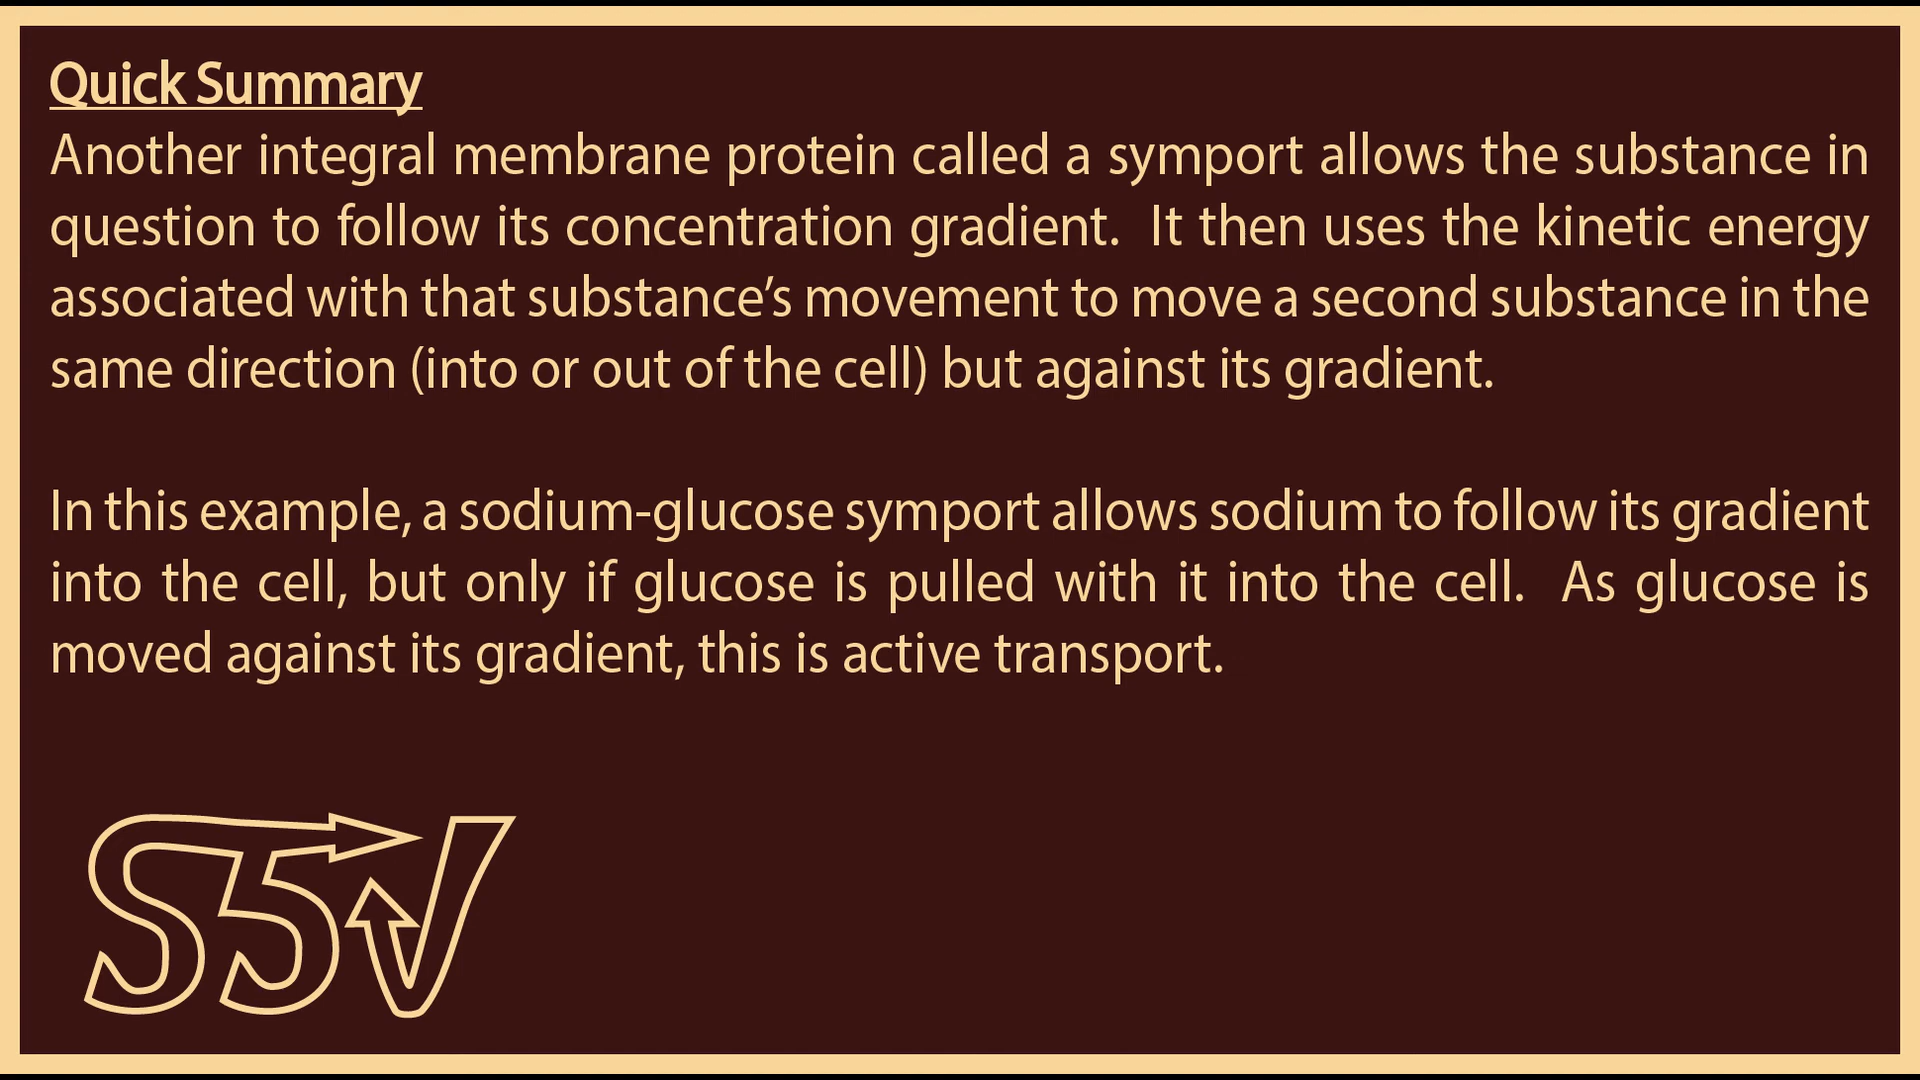 Quick Summary
Another integral membrane protein called a symport allows the substance in
question to follow its concentration gradient.  It then uses the kinetic energy
associated with that substance’s movement to move a second substance in the
same direction (into or out of the cell) but against its gradient.
In this example, a sodium-glucose symport allows sodium to follow its gradient
into the cell, but only if glucose is pulled with it into the cell.  As glucose is
moved against its gradient, this is active transport.
S5V